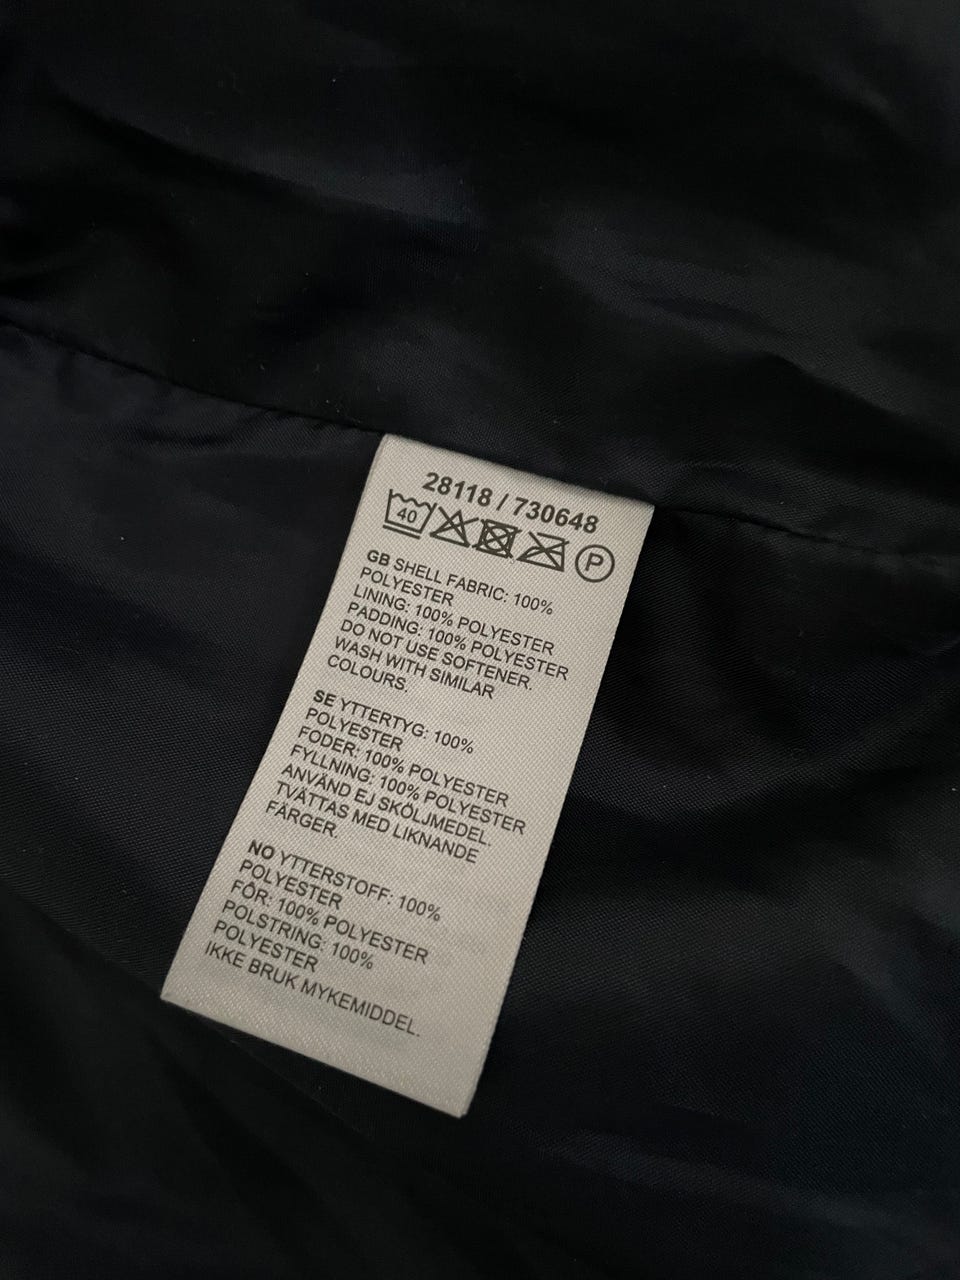 28118 / 730648
40 P
GB SHELL FABRIC: 100%
POLYESTER
LINING: 100% POLYESTER
PADDING: 100% POLYESTER
DO NOT USE SOFTENER.
WASH WITH SIMILAR
COLOURS.
SE YTTERTYG: 100%
POLYESTER
FODER: 100% POLYESTER
FYLLNING: 100% POLYESTER
ANVÄND EJ SKÖLJMEDEL.
TVÄTTAS MED LIKNANDE
FÄRGER.
NO YTTERSTOFF: 100%
POLYESTER
FÔR: 100% POLYESTER
POLSTRING: 100%
POLYESTER
IKKE BRUK MYKEMIDDEL.